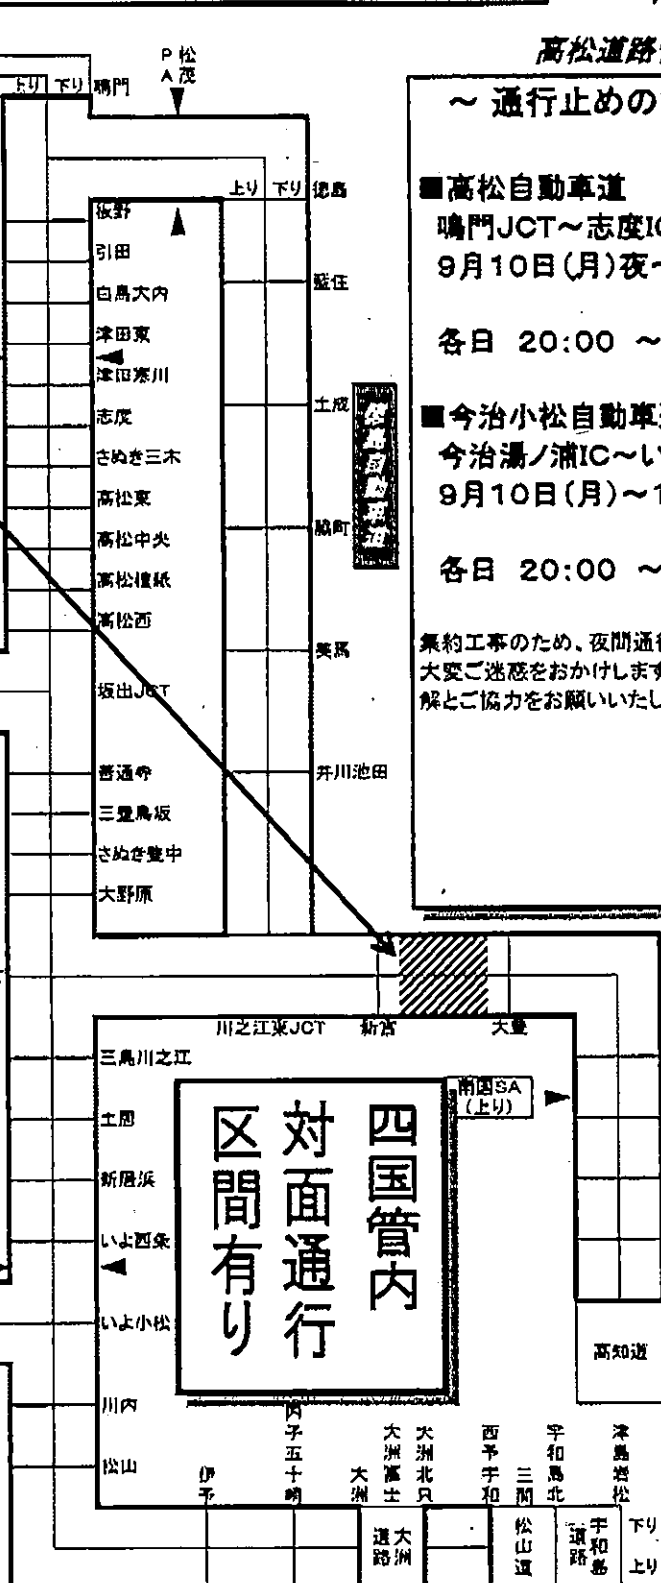 高松道路
～ 通行止めの
■高松自動車道
鳴門JCT～志度IC
9月10日(月)夜～
各日 20:00 ～
■今治小松自動車
今治湯ノ浦IC～い
9月10日(月)～1
各日 20:00 ～
集約工事のため、夜間通行
大変ご迷惑をおかけします
解とご協力をお願いいたし
松茂
PA
上り 下り 鳴門
上り 下り 徳島
板野
引田
白鳥大内
津田東
津田寒川
志度
さぬき三木
高松東
高松中央
高松檀紙
高松西
坂出JCT
善通寺
三豊鳥坂
さぬき豊中
大野原
藍住
土成
脇町
美馬
井川池田
川之江東JCT 新宮 大豊
三島川之江
土居
新居浜
いよ西条
いよ小松
川内
松山
南国SA
(上り)
四国管内
対面通行
区間有り
高知道
伊予
内子五十崎
大洲
大洲富士
大洲北只
西予宇和
三間
宇和島北
津島岩松
大洲
道路
松山道
宇和島
道路
下り
上り